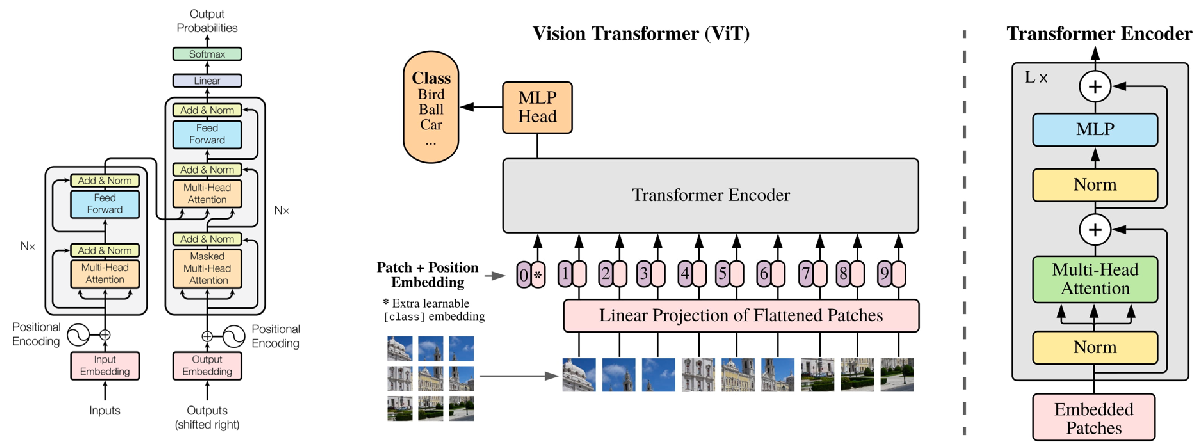 Output
Probabilities
Softmax
Linear
Add & Norm
Feed
Forward
Add & Norm
Multi-Head
Attention
Add & Norm
Masked
Multi-Head
Attention
Nx
Add & Norm
Feed
Forward
Add & Norm
Multi-Head
Attention
Nx
Positional
Encoding
Positional
Encoding
Input
Embedding
Output
Embedding
Inputs
Outputs
(shifted right)
Vision Transformer (ViT)
Class
Bird
Ball
Car
...
MLP
Head
Transformer Encoder
Patch + Position
Embedding
0 * 1 2 3 4 5 6 7 8 9
* Extra learnable
[class] embedding
Linear Projection of Flattened Patches
Transformer Encoder
L x
+
MLP
Norm
+
Multi-Head
Attention
Norm
Embedded
Patches